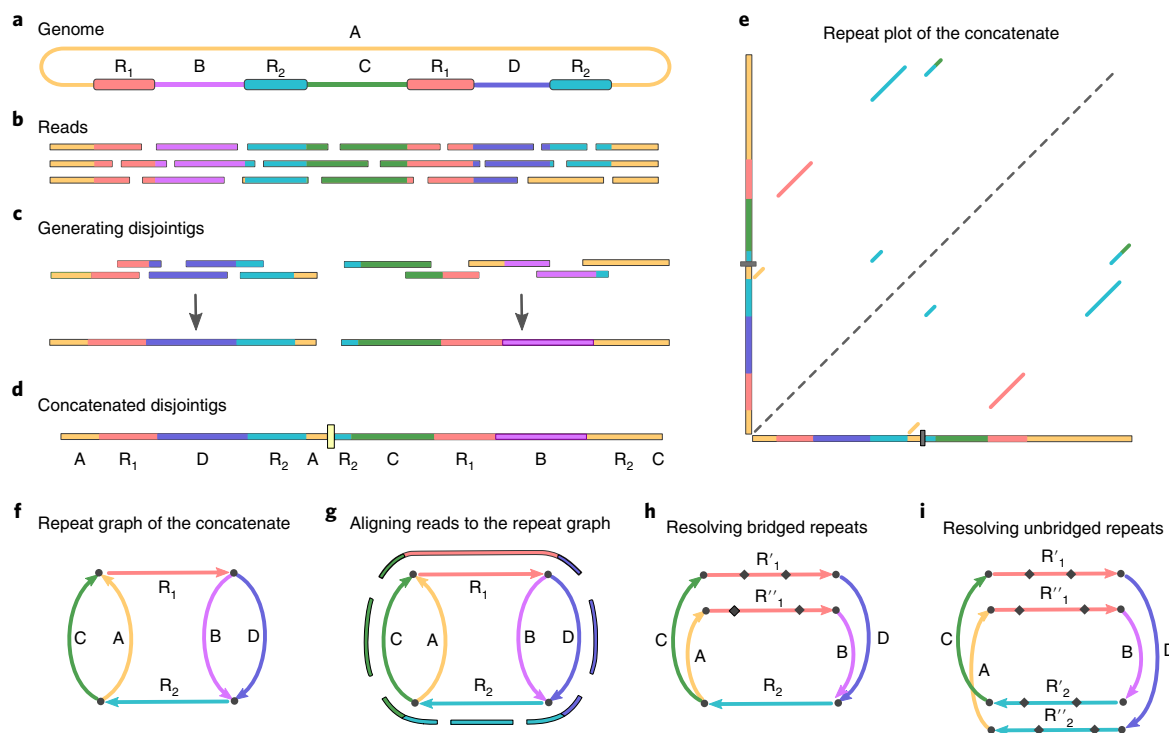 a
Genome
A
R1 B R2 C R1 D R2
b
Reads
c
Generating disjointigs
d
Concatenated disjointigs
A R1 D R2 A R2 C R1 B R2 C
e
Repeat plot of the concatenate
f
Repeat graph of the concatenate
R1
C A B D
R2
g
Aligning reads to the repeat graph
R1
C A B D
R2
h
Resolving bridged repeats
R′1
R″1
C A B D
R2
i
Resolving unbridged repeats
R′1
R″1
C A B D
R′2
R″2